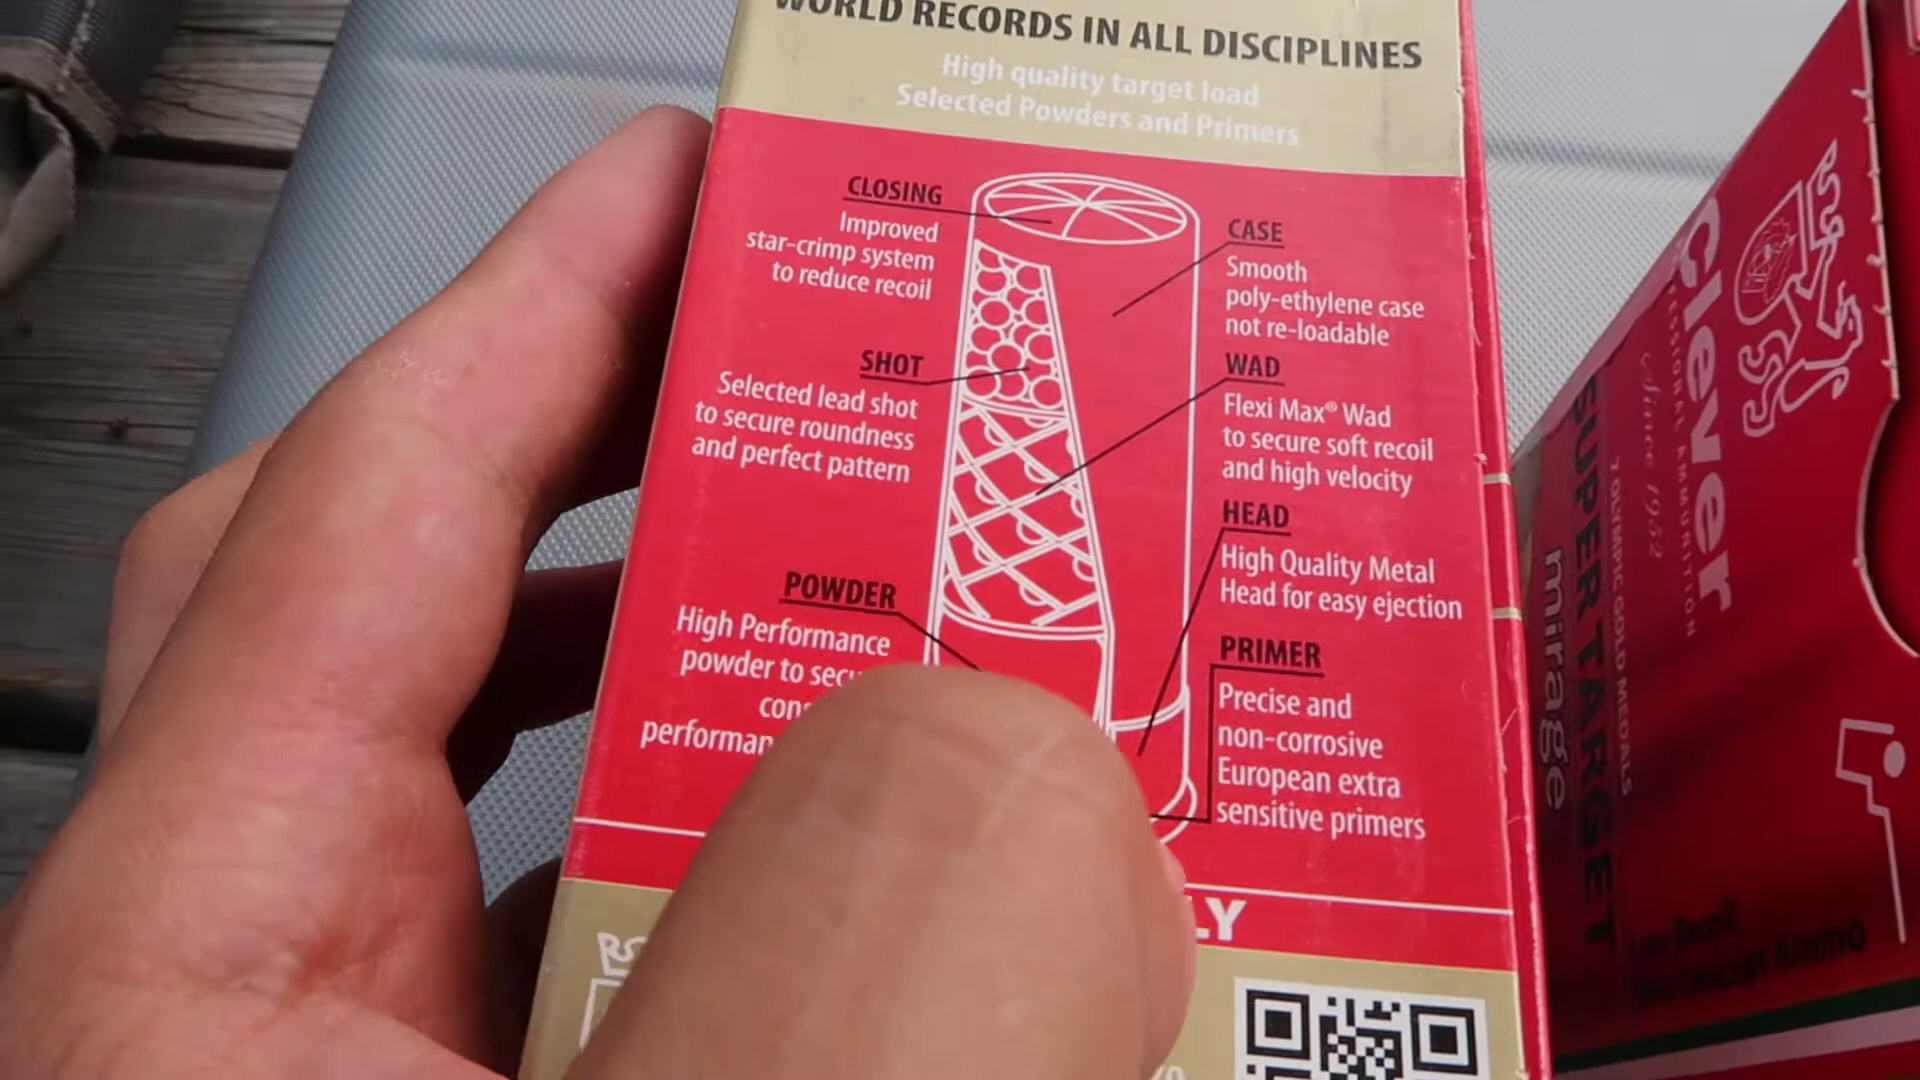 WORLD RECORDS IN ALL DISCIPLINES
High quality target load
Selected Powders and Primers
CLOSING
Improved
star-crimp system
to reduce recoil
CASE
Smooth
poly-ethylene case
not re-loadable
SHOT
Selected lead shot
to secure roundness
and perfect pattern
WAD
Flexi Max® Wad
to secure soft recoil
and high velocity
HEAD
High Quality Metal
Head for easy ejection
POWDER
High Performance
powder to
PRIMER
Precise and
non-corrosive
European extra
sensitive primers
Clever
Since 1952
7 OLYMPIC GOLD MEDALS
SUPER TARGET
mirage